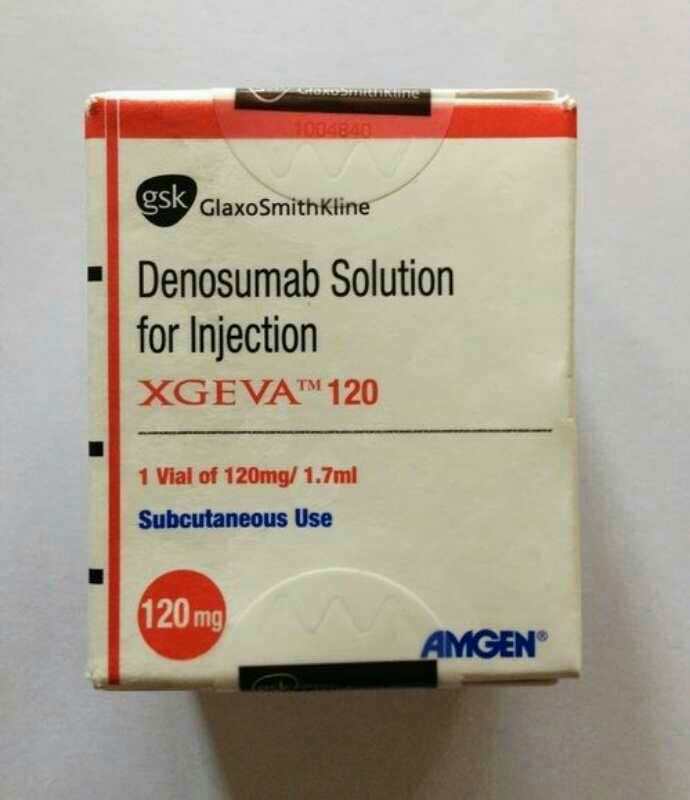 GlaxoSmithKline
1004840
gsk GlaxoSmithKline
Denosumab Solution
for Injection
XGEVA™ 120
1 Vial of 120mg/ 1.7ml
Subcutaneous Use
120 mg
AMGEN®
gsk